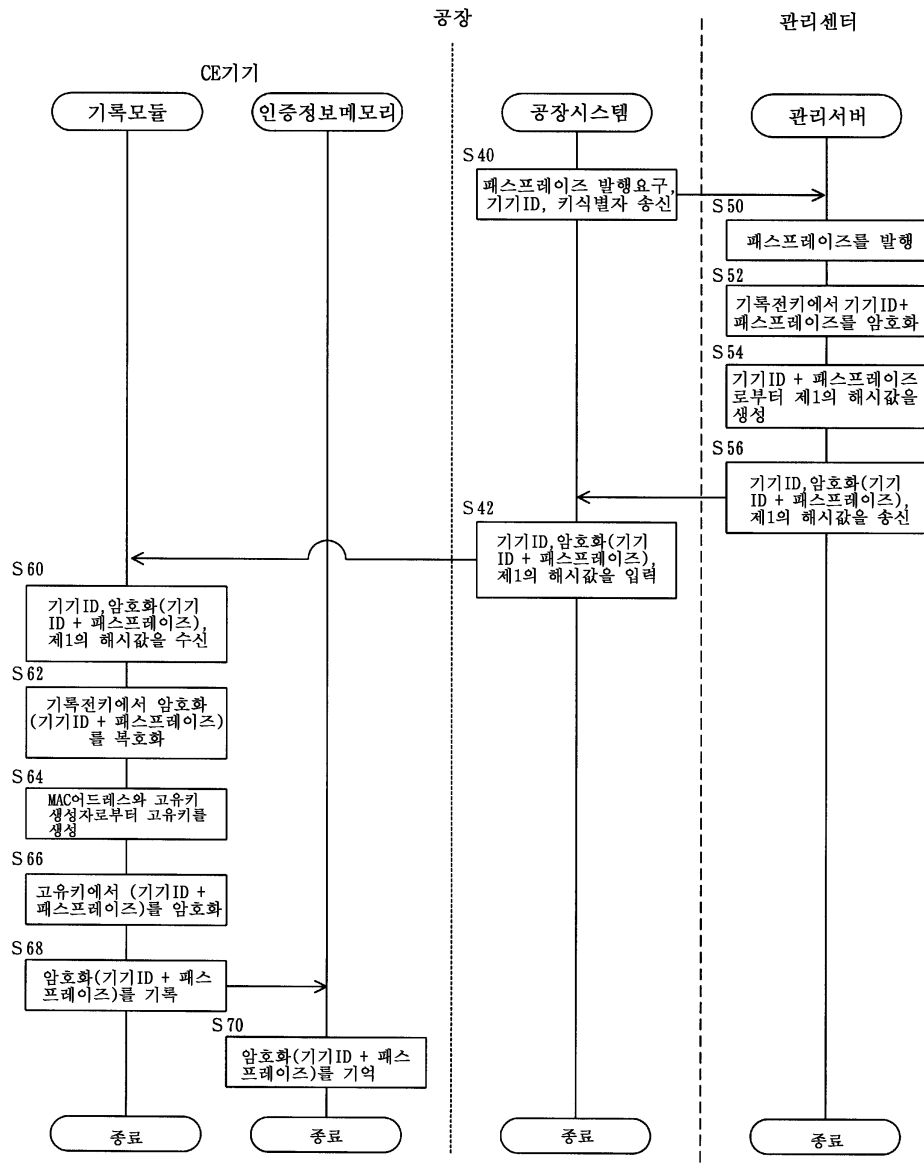 공장
관리센터
CE기기
기록모듈
인증정보메모리
공장시스템
관리서버
S40
패스프레이즈 발행요구,
기기ID, 키식별자 송신
S50
패스프레이즈를 발행
S52
기록전키에서 기기ID+
패스프레이즈를 암호화
S54
기기ID + 패스프레이즈
로부터 제1의 해시값을
생성
S56
기기ID,암호화(기기
ID + 패스프레이즈),
제1의 해시값을 송신
S42
기기ID,암호화(기기
ID + 패스프레이즈),
제1의 해시값을 입력
S60
기기ID,암호화(기기
ID + 패스프레이즈),
제1의 해시값을 수신
S62
기록전키에서 암호화
(기기ID + 패스프레이즈)
를 복호화
S64
MAC어드레스와 고유키
생성자로부터 고유키를
생성
S66
고유키에서 (기기ID +
패스프레이즈)를 암호화
S68
암호화(기기ID + 패스
프레이즈)를 기록
S70
암호화(기기ID + 패스
프레이즈)를 기억
종료
종료
종료
종료